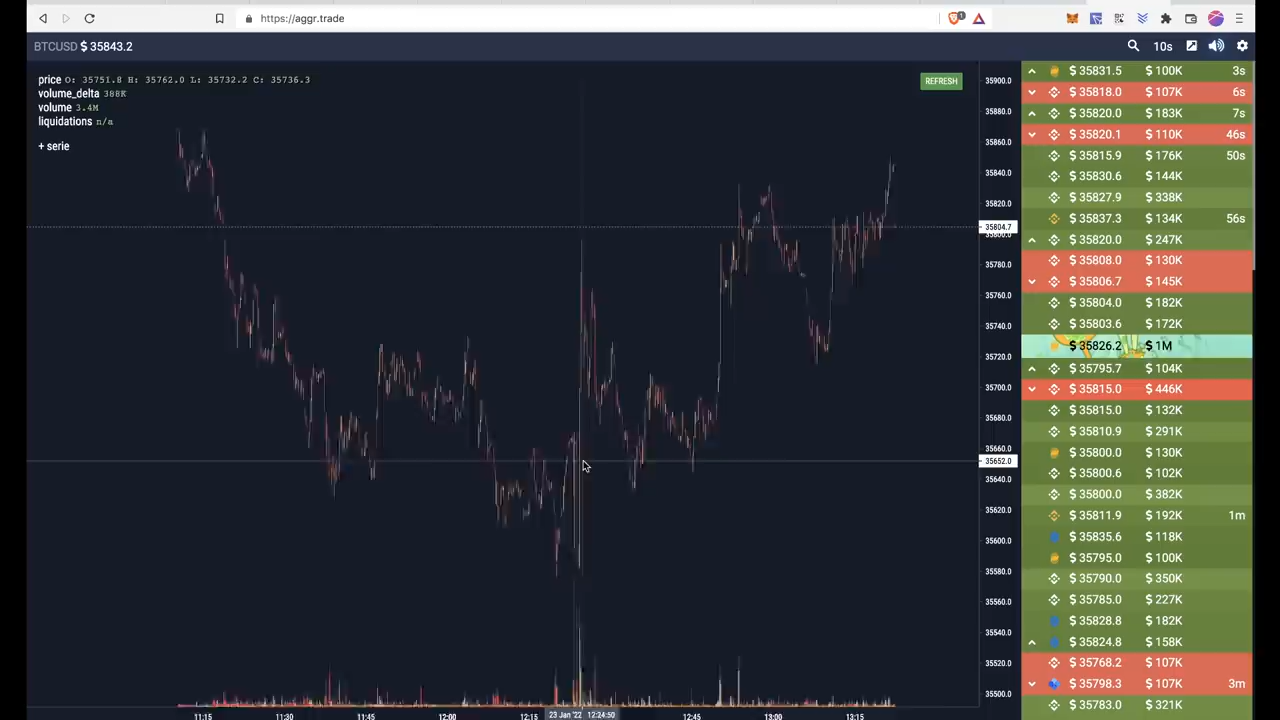 https://aggr.trade
1
BTCUSD $ 35843.2
10s
price O: 35751.8 H: 35762.0 L: 35732.2 C: 35736.3
volume_delta 388K
volume 3.4M
liquidations n/a
+ serie
REFRESH
35900.0
35880.0
35860.0
35840.0
35820.0
35804.7
35800.0
35780.0
35760.0
35740.0
35720.0
35700.0
35680.0
35660.0
35652.0
35640.0
35620.0
35600.0
35580.0
35560.0
35540.0
35520.0
35500.0
11:15 11:30 11:45 12:00 12:15 23 Jan '22 12:24:50 12:45 13:00 13:15
$ 35831.5 $ 100K 3s
$ 35818.0 $ 107K 6s
$ 35820.0 $ 183K 7s
$ 35820.1 $ 110K 46s
$ 35815.9 $ 176K 50s
$ 35830.6 $ 144K
$ 35827.9 $ 338K
$ 35837.3 $ 134K 56s
$ 35820.0 $ 247K
$ 35808.0 $ 130K
$ 35806.7 $ 145K
$ 35804.0 $ 182K
$ 35803.6 $ 172K
$ 35826.2 $ 1M
$ 35795.7 $ 104K
$ 35815.0 $ 446K
$ 35815.0 $ 132K
$ 35810.9 $ 291K
$ 35800.0 $ 130K
$ 35800.6 $ 102K
$ 35800.0 $ 382K
$ 35811.9 $ 192K 1m
$ 35835.6 $ 118K
$ 35795.0 $ 100K
$ 35790.0 $ 350K
$ 35785.0 $ 227K
$ 35828.8 $ 182K
$ 35824.8 $ 158K
$ 35768.2 $ 107K
$ 35798.3 $ 107K 3m
$ 35783.0 $ 321K